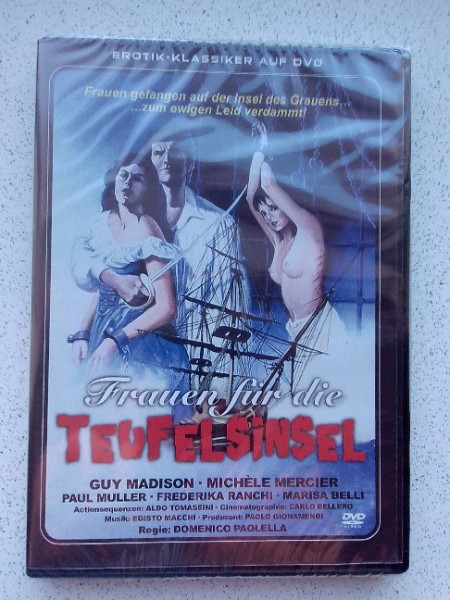 EROTIK-KLASSIKER AUF DVD
Frauen gefangen auf der Insel des Grauens...
...zum ewigen Leid verdammt!
Frauen für die
TEUFELSINSEL
GUY MADISON · MICHÈLE MERCIER
PAUL MULLER · FREDERIKA RANCHI · MARISA BELLI
Actionsequenzen: ALDO TOMASSINI · Cinematographie: CARLO BELLERO
Musik: EGISTO MACCHI · Produzent: PAOLO GIONAMENDI
Regie: DOMENICO PAOLELLA
DVD
VIDEO